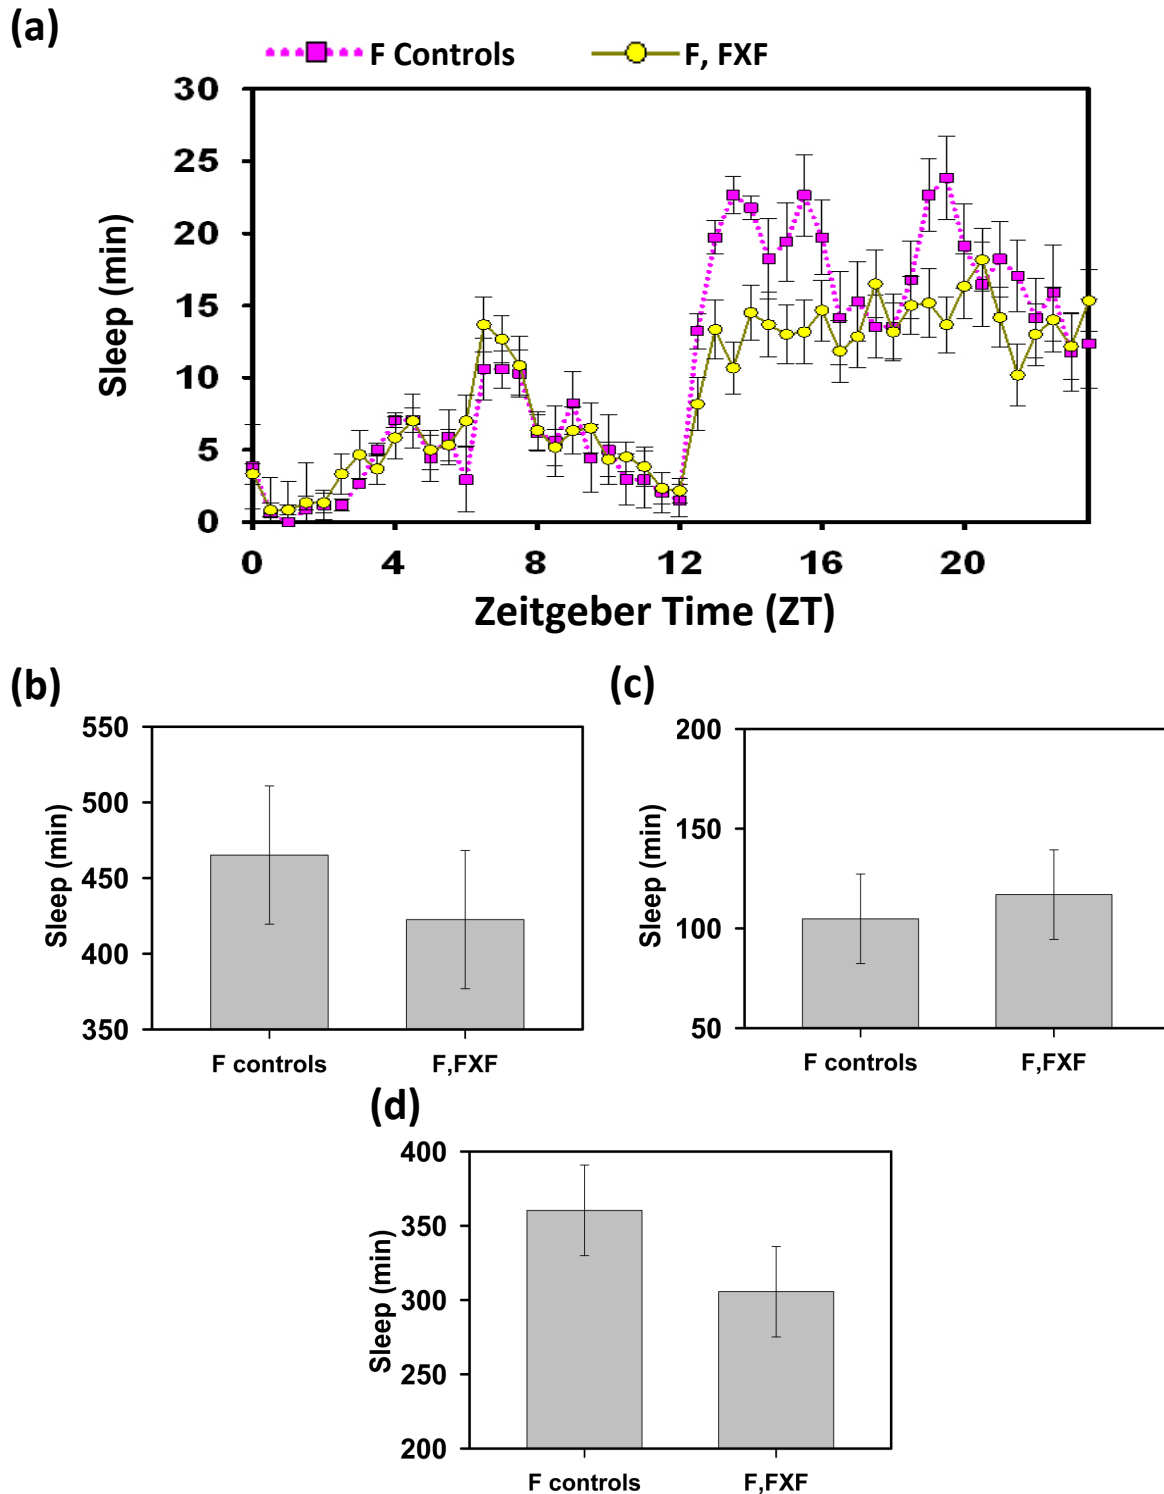 (a)
F Controls F, FXF
30
25
20
15
10
5
0
Sleep (min)
0 4 8 12 16 20
Zeitgeber Time (ZT)
(b)
550
500
450
400
350
Sleep (min)
F controls F,FXF
(c)
200
150
100
50
Sleep (min)
F controls F,FXF
(d)
400
350
300
250
200
Sleep (min)
F controls F,FXF